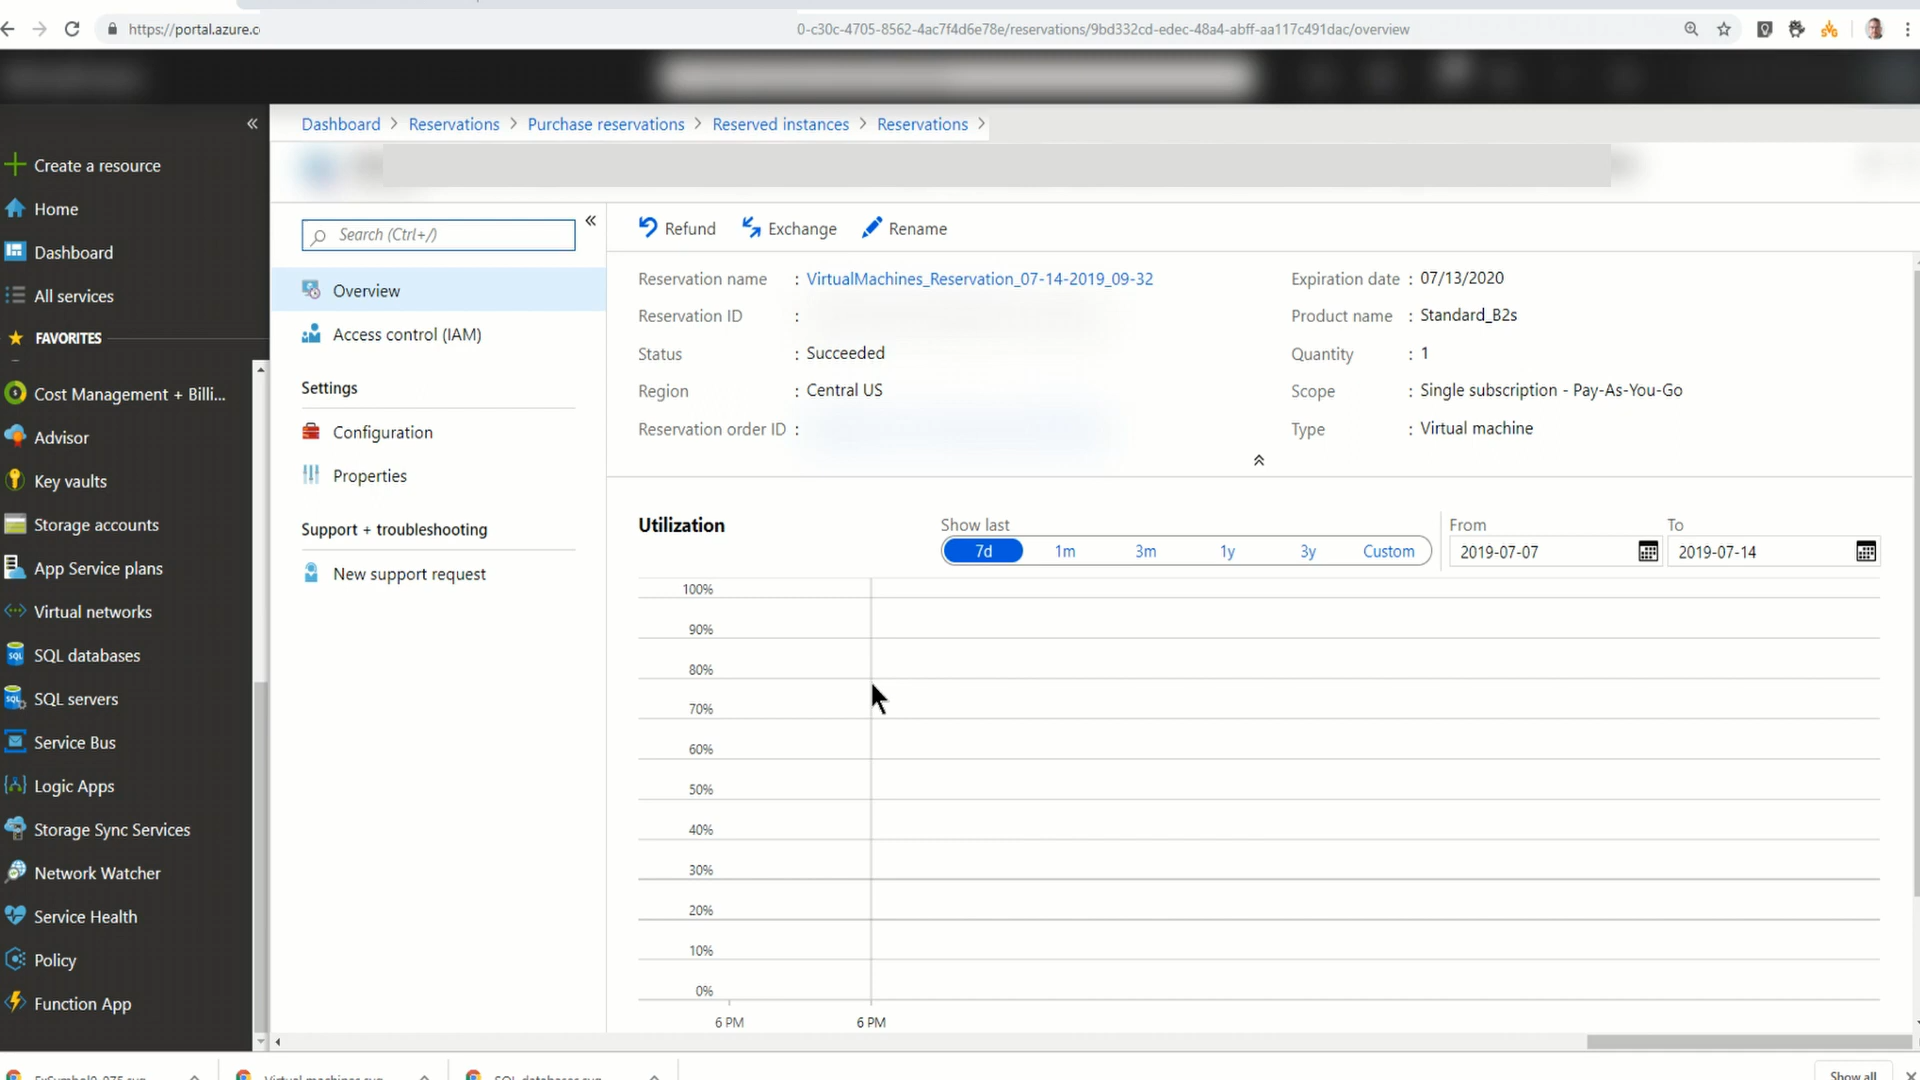 https://portal.azure.c
0-c30c-4705-8562-4ac7f4d6e78e/reservations/9bd332cd-edec-48a4-abff-aa117c491dac/overview
Dashboard > Reservations > Purchase reservations > Reserved instances > Reservations >
Create a resource
Home
Dashboard
All services
FAVORITES
Cost Management + Billi...
Advisor
Key vaults
Storage accounts
App Service plans
Virtual networks
SQL databases
SQL servers
Service Bus
Logic Apps
Storage Sync Services
Network Watcher
Service Health
Policy
Function App
Search (Ctrl+/)
Overview
Access control (IAM)
Settings
Configuration
Properties
Support + troubleshooting
New support request
Refund Exchange Rename
Reservation name : VirtualMachines_Reservation_07-14-2019_09-32
Reservation ID :
Status : Succeeded
Region : Central US
Reservation order ID :
Expiration date : 07/13/2020
Product name : Standard_B2s
Quantity : 1
Scope : Single subscription - Pay-As-You-Go
Type : Virtual machine
Utilization
Show last
7d 1m 3m 1y 3y Custom
From To
2019-07-07 2019-07-14
100%
90%
80%
70%
60%
50%
40%
30%
20%
10%
0%
6 PM 6 PM
Virtual machines.svg
SQL databases.svg
Show all